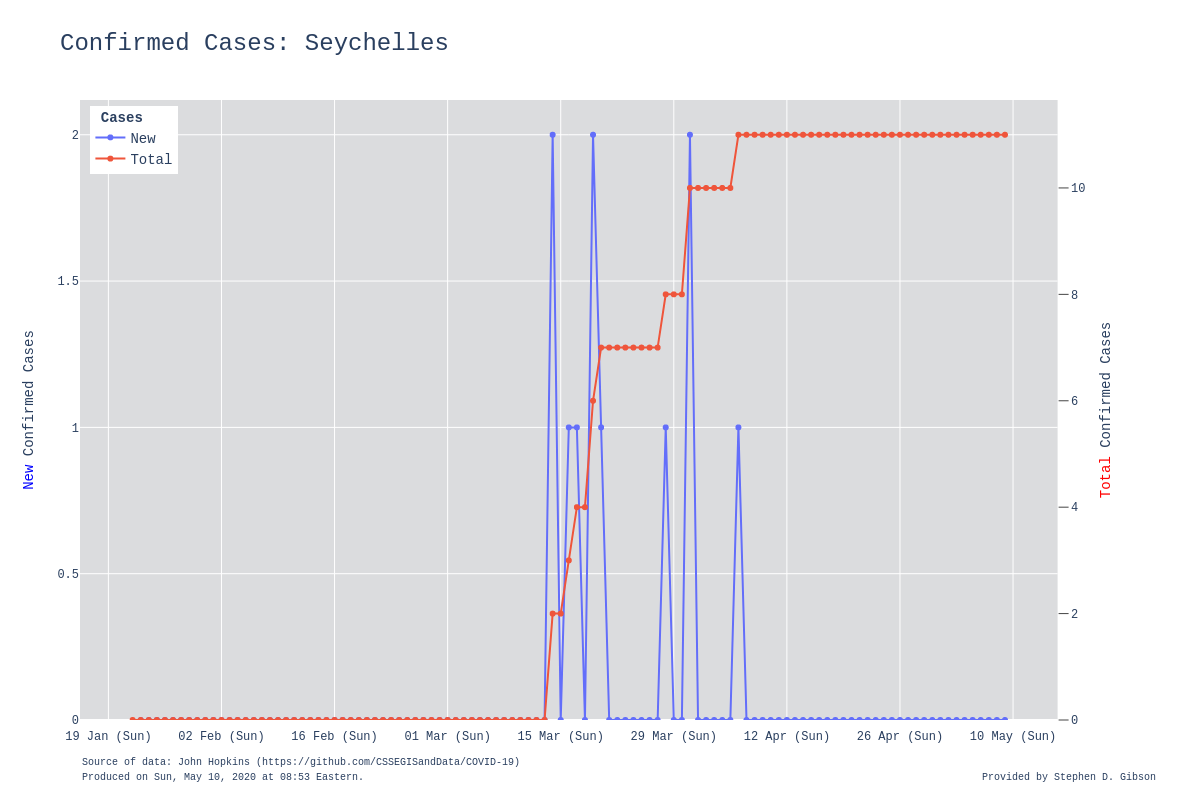 Confirmed Cases: Seychelles
Cases
New
Total
2
1.5
1
0.5
0
10
8
6
4
2
0
New Confirmed Cases
Total Confirmed Cases
19 Jan (Sun) 02 Feb (Sun) 16 Feb (Sun) 01 Mar (Sun) 15 Mar (Sun) 29 Mar (Sun) 12 Apr (Sun) 26 Apr (Sun) 10 May (Sun)
Source of data: John Hopkins (https://github.com/CSSEGISandData/COVID-19)
Produced on Sun, May 10, 2020 at 08:53 Eastern.
Provided by Stephen D. Gibson